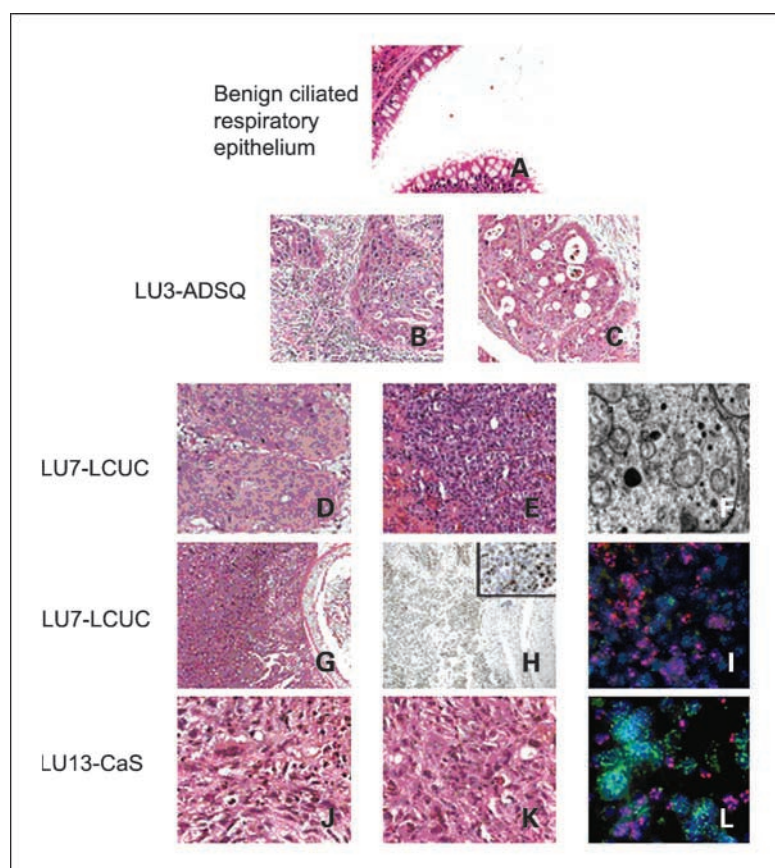 Benign ciliated
respiratory
epithelium
A
LU3-ADSQ
B
C
LU7-LCUC
D
E
F
LU7-LCUC
G
H
I
LU13-CaS
J
K
L